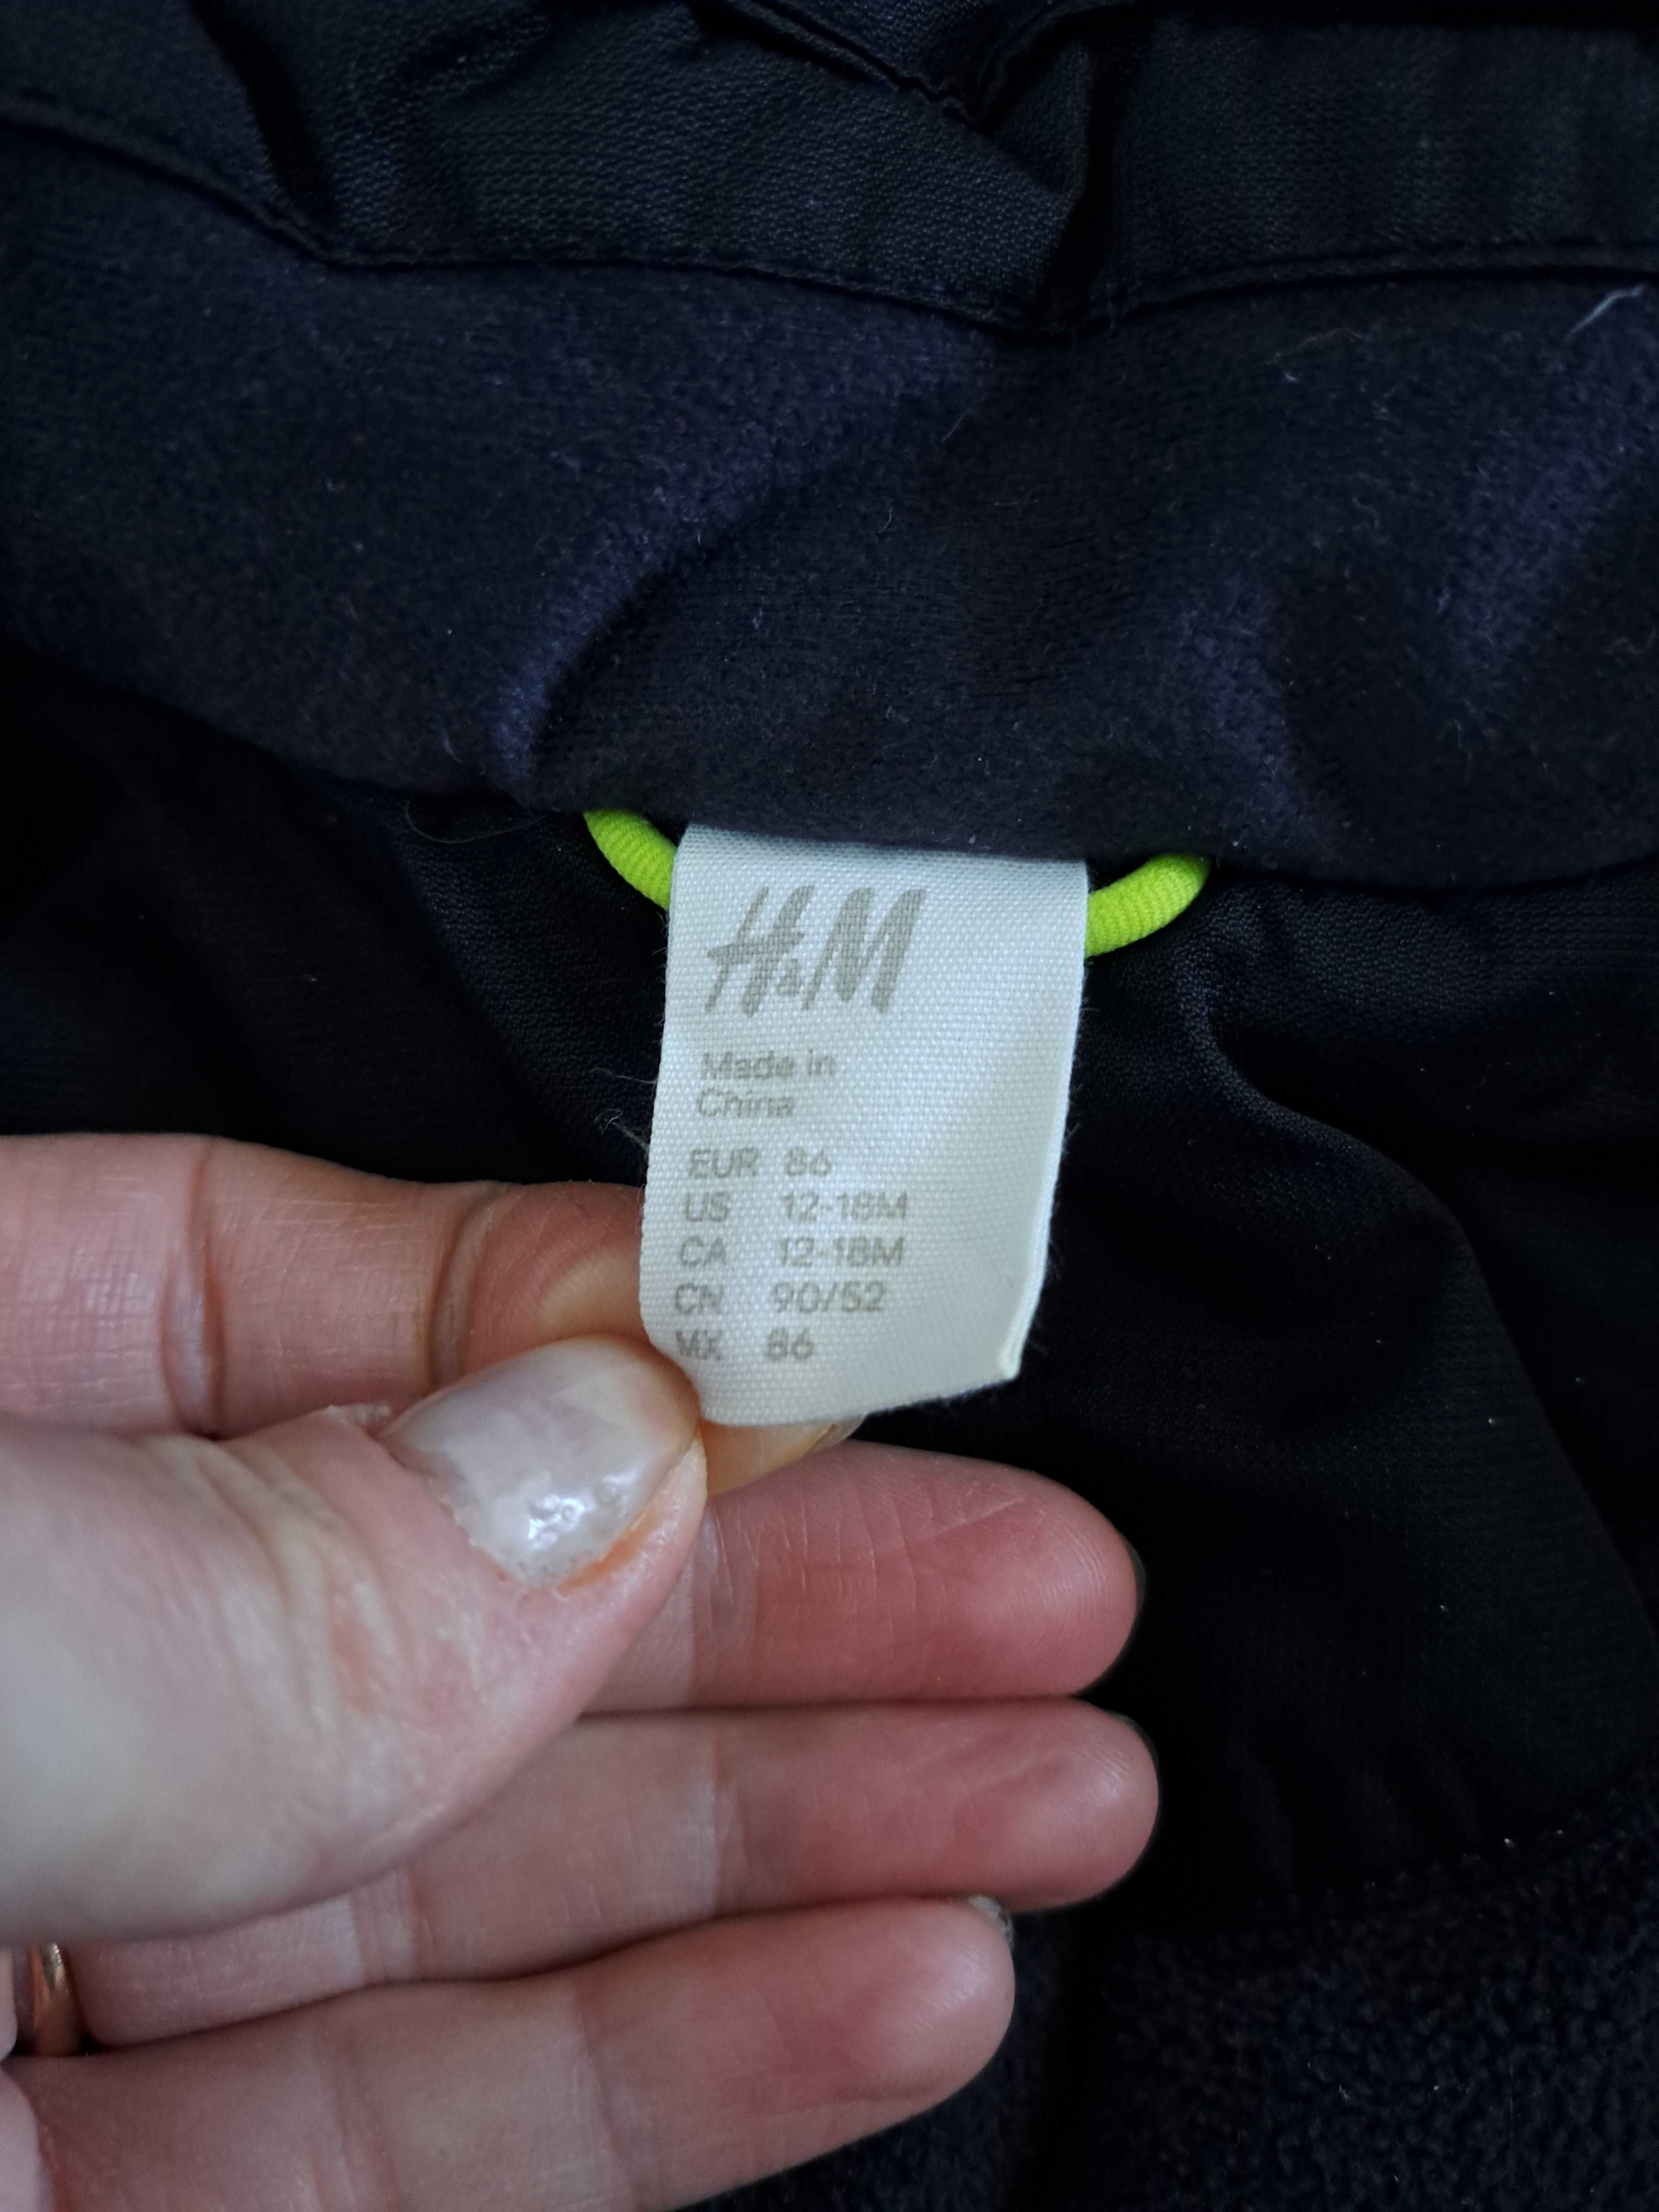 H&M
Made in
China
EUR 86
US 12-18M
CA 12-18M
CN 90/52
MX 86